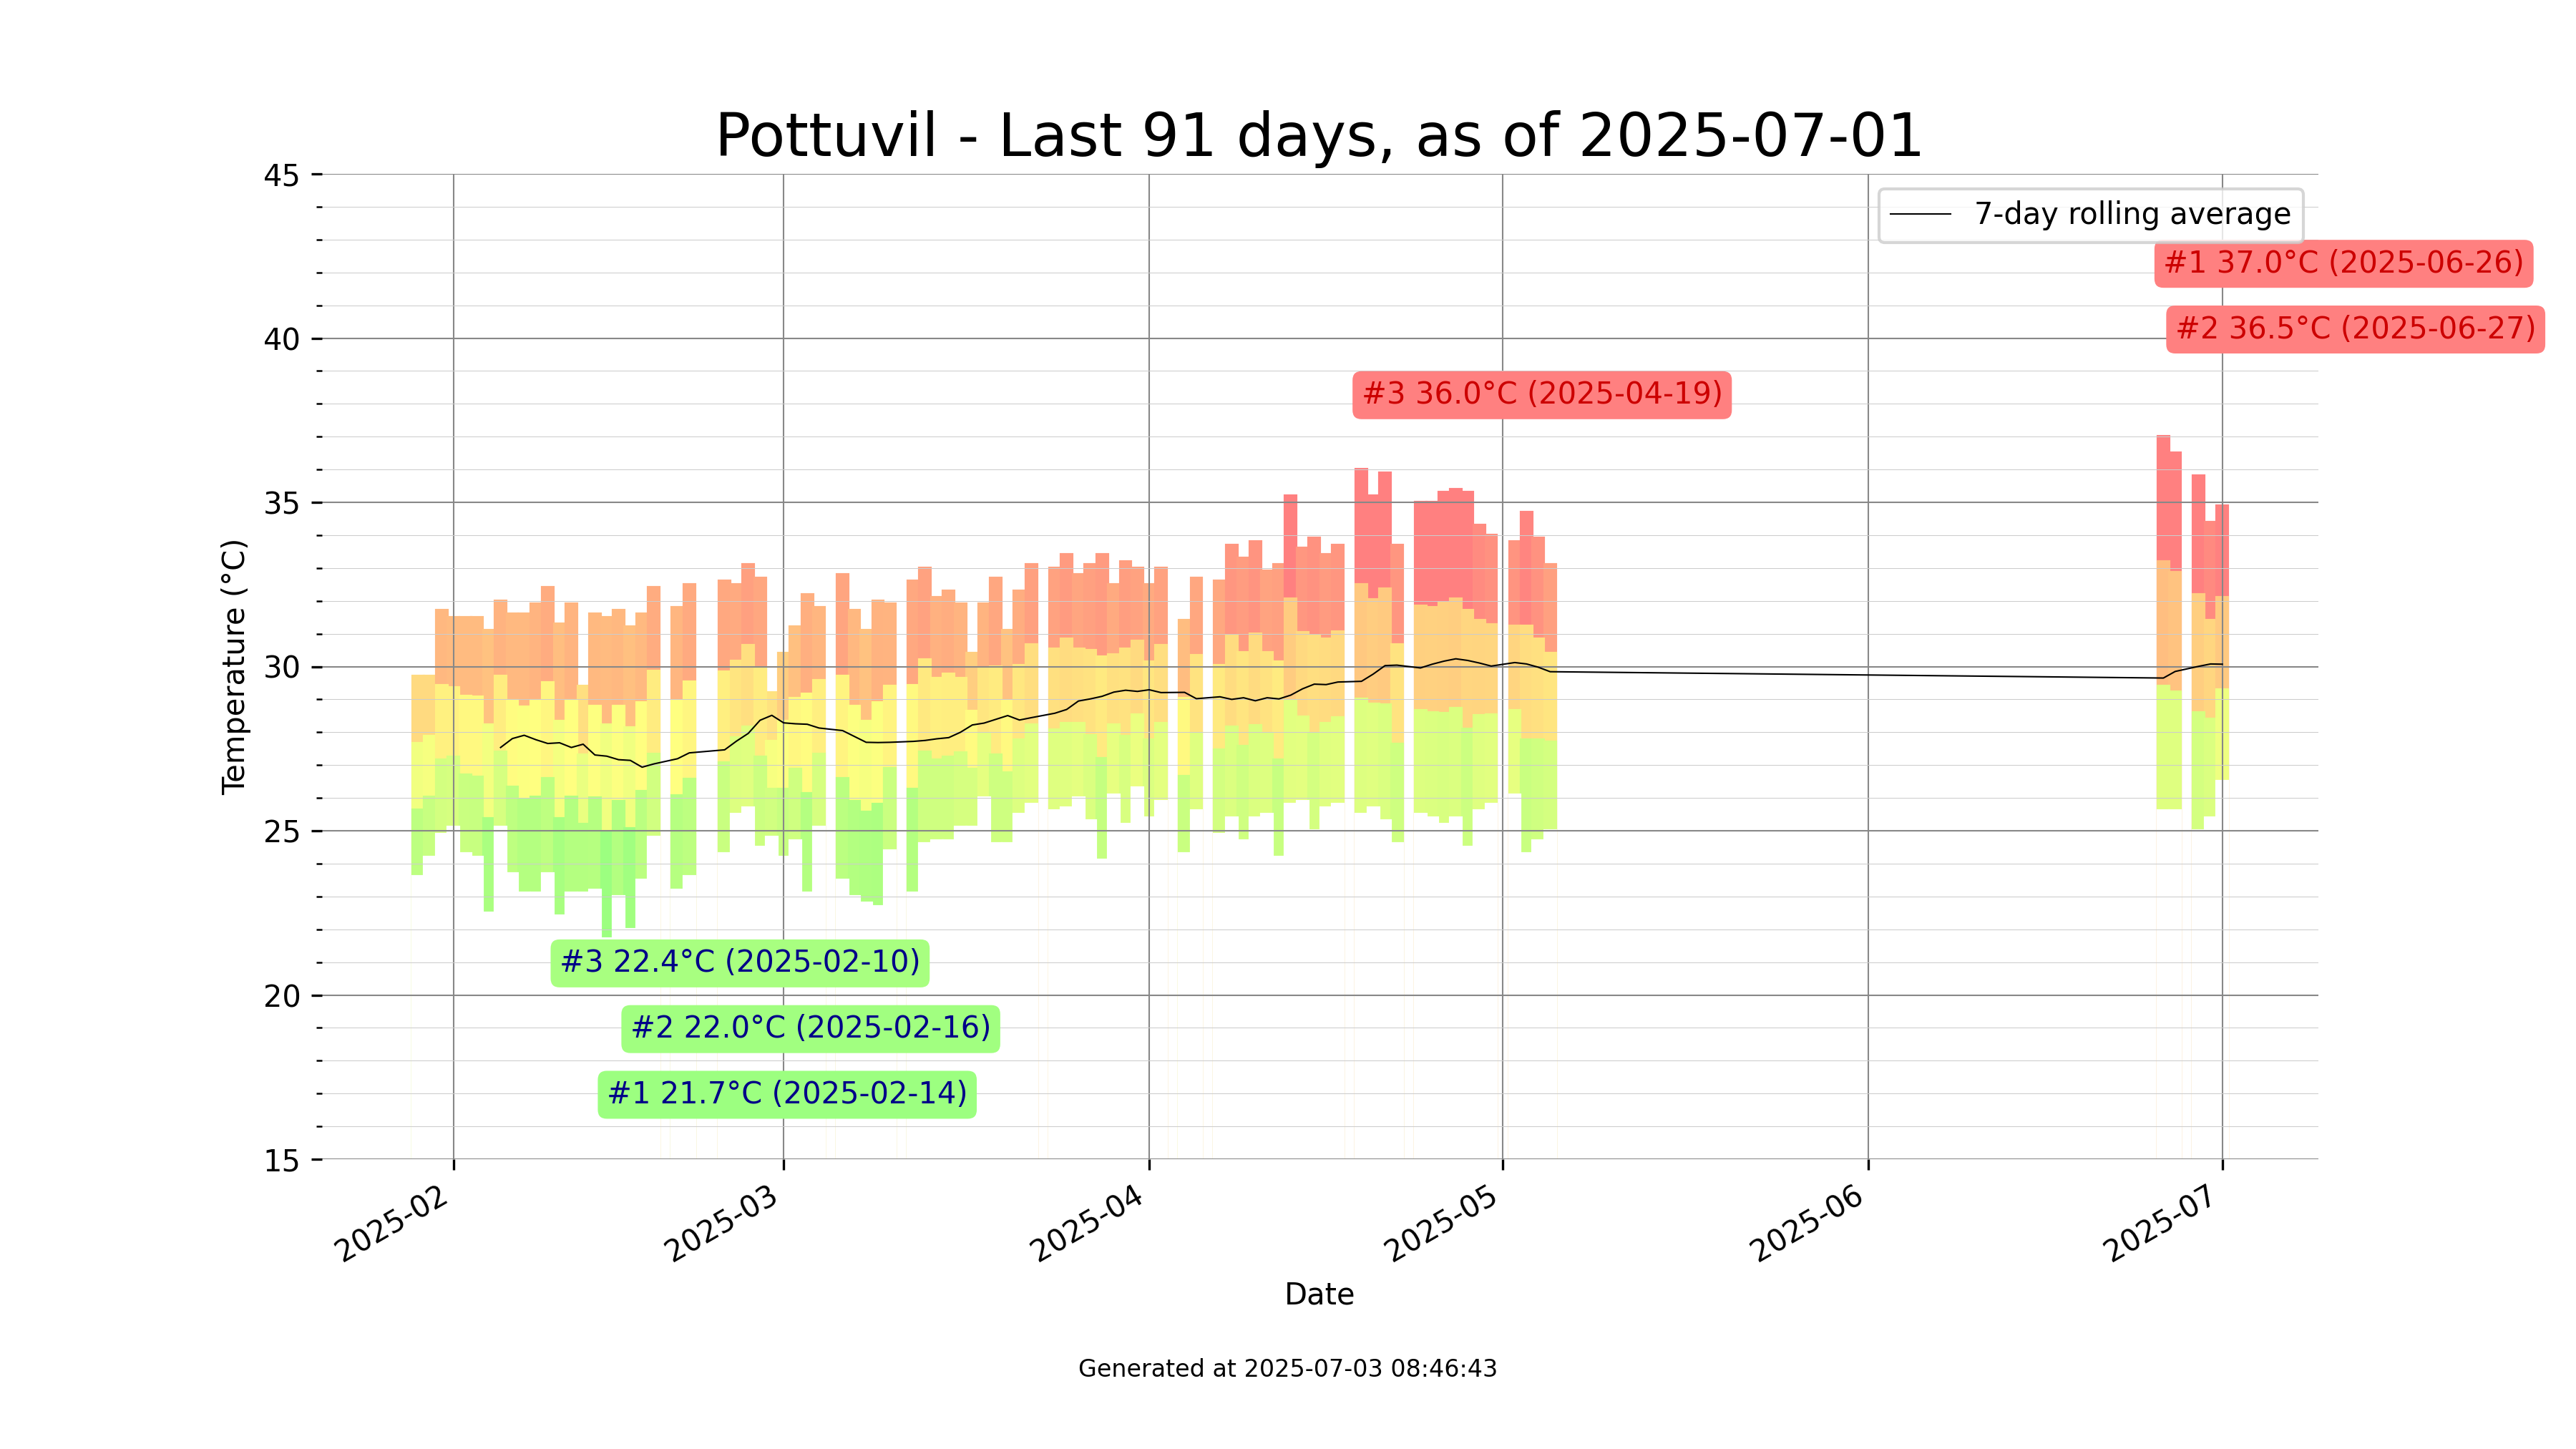 Pottuvil - Last 91 days, as of 2025-07-01
45
40
35
30
25
20
15
Temperature (°C)
7-day rolling average
#1 37.0°C (2025-06-26)
#2 36.5°C (2025-06-27)
#3 36.0°C (2025-04-19)
#3 22.4°C (2025-02-10)
#2 22.0°C (2025-02-16)
#1 21.7°C (2025-02-14)
2025-02
2025-03
2025-04
2025-05
2025-06
2025-07
Date
Generated at 2025-07-03 08:46:43